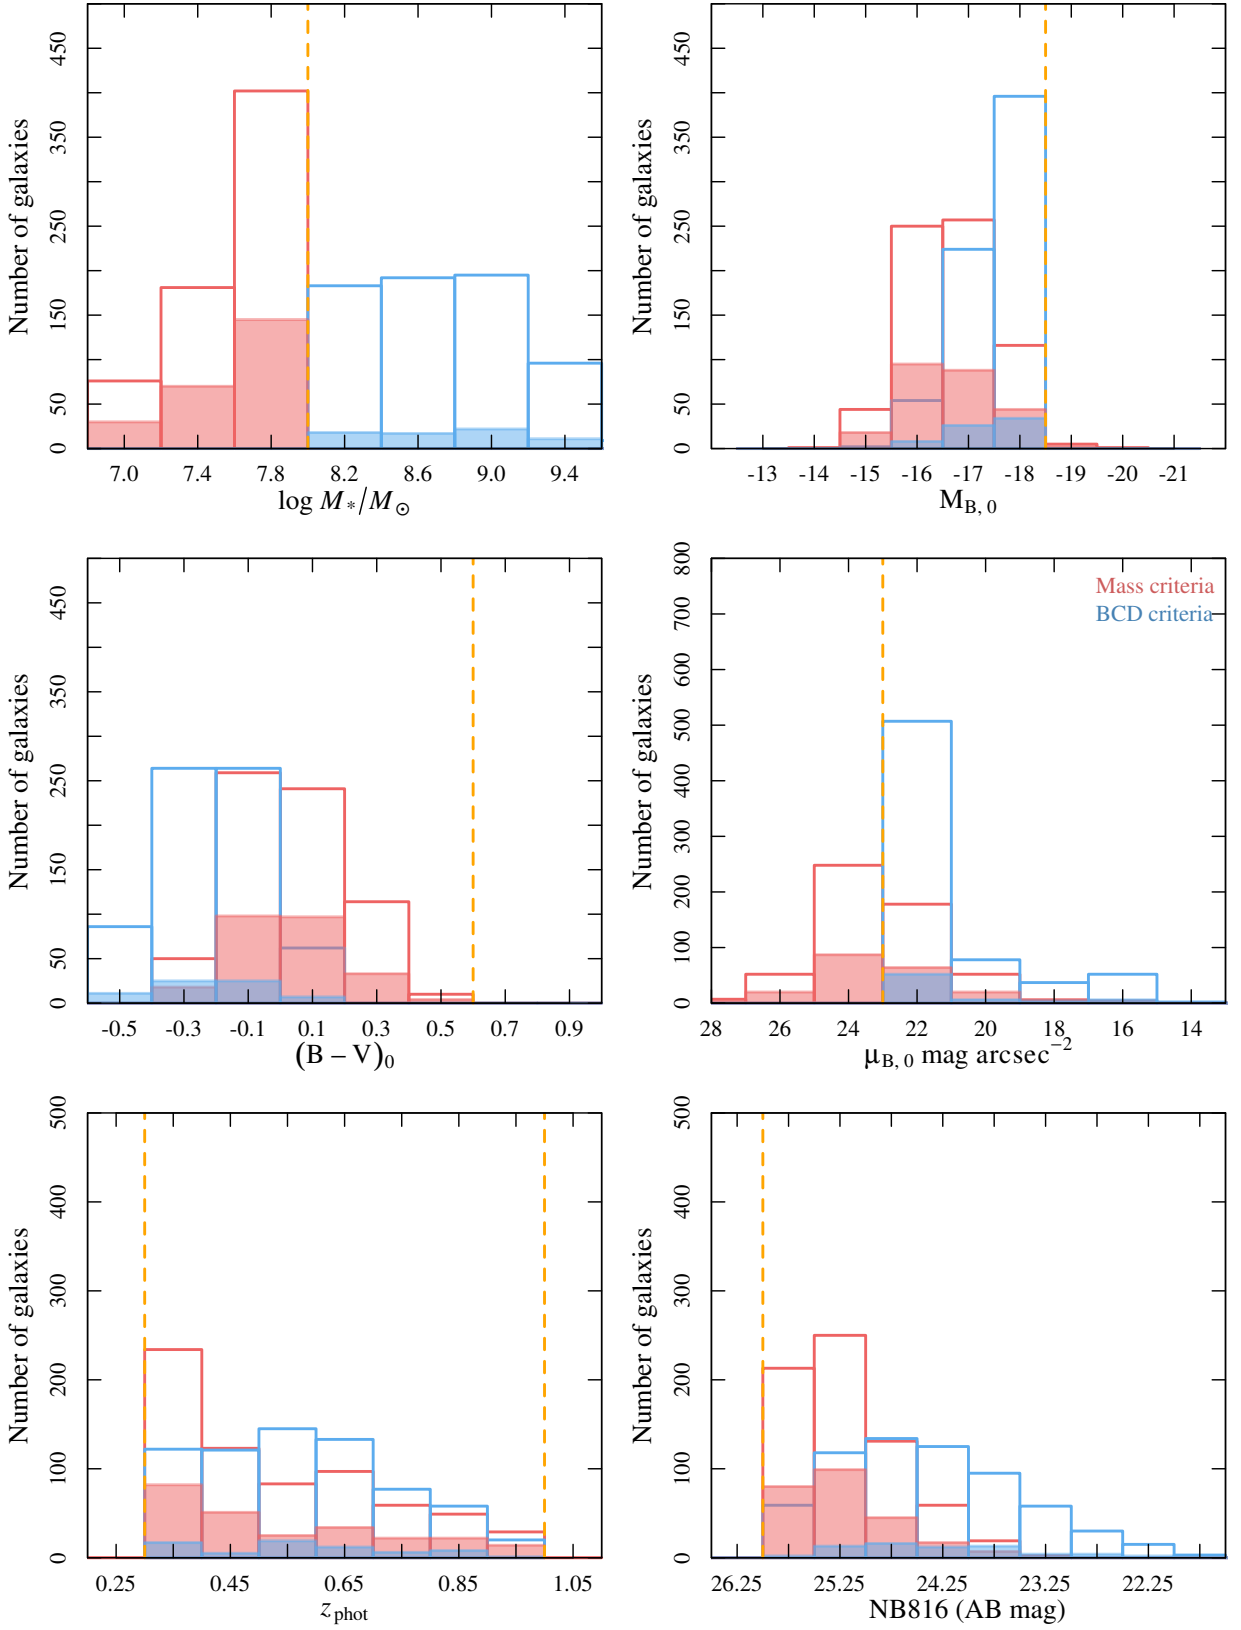 Number of galaxies
0 50 150 250 350 450
7.0 7.4 7.8 8.2 8.6 9.0 9.4
log M*/M⊙
Number of galaxies
0 50 150 250 350 450
-13 -14 -15 -16 -17 -18 -19 -20 -21
M_B, 0
Number of galaxies
0 50 150 250 350 450
-0.5 -0.3 -0.1 0.1 0.3 0.5 0.7 0.9
(B – V)₀
Number of galaxies
0 100 200 300 400 500 600 700 800
Mass criteria
BCD criteria
28 26 24 22 20 18 16 14
μ_B, 0 mag arcsec⁻²
Number of galaxies
0 100 200 300 400 500
0.25 0.45 0.65 0.85 1.05
z_phot
Number of galaxies
0 100 200 300 400 500
26.25 25.25 24.25 23.25 22.25
NB816 (AB mag)